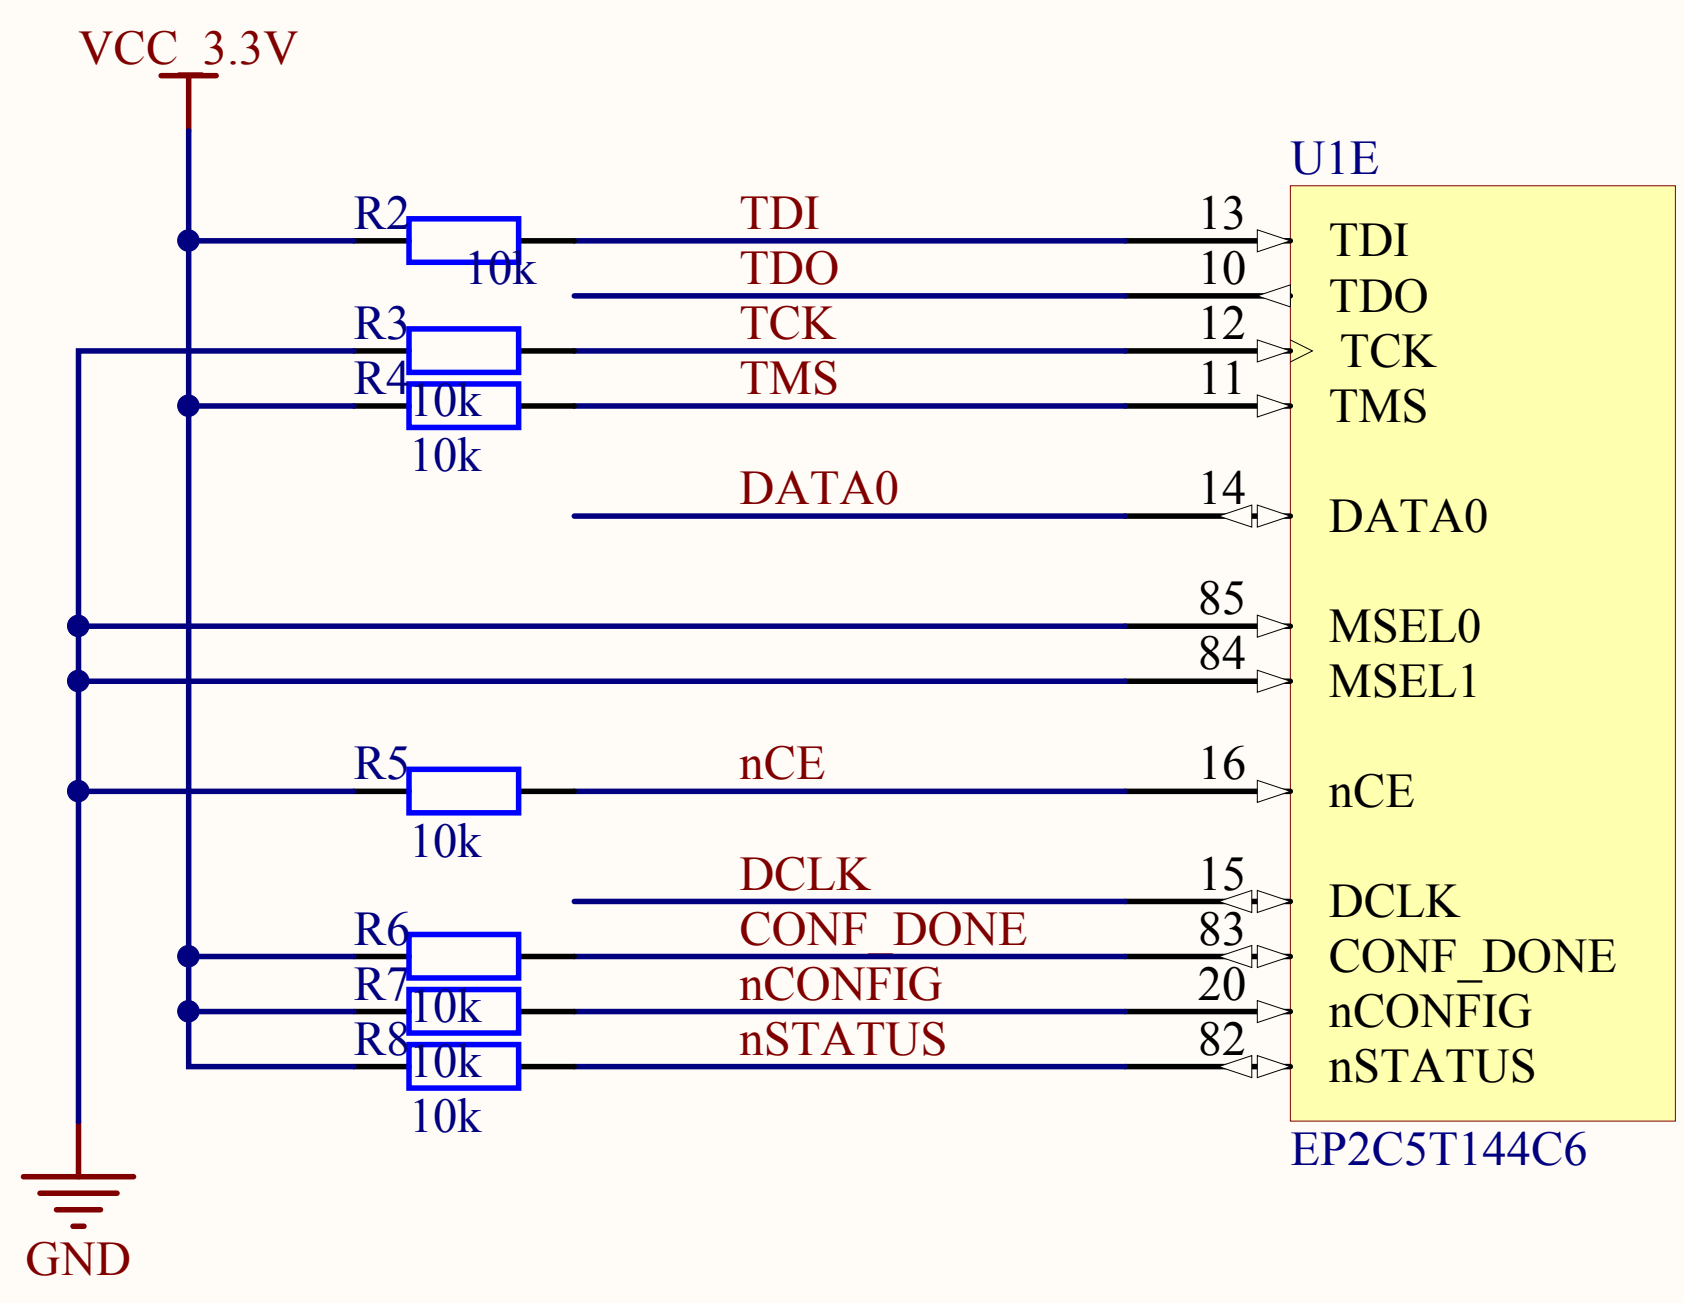 VCC_3.3V
U1E
R2 TDI 13 TDI
10k TDO 10 TDO
R3 TCK 12 TCK
R4 TMS 11 TMS
10k
10k
DATA0 14 DATA0
85 MSEL0
84 MSEL1
R5 nCE 16 nCE
10k
DCLK 15 DCLK
R6 CONF_DONE 83 CONF_DONE
R7 10k nCONFIG 20 nCONFIG
R8 10k nSTATUS 82 nSTATUS
10k
EP2C5T144C6
GND